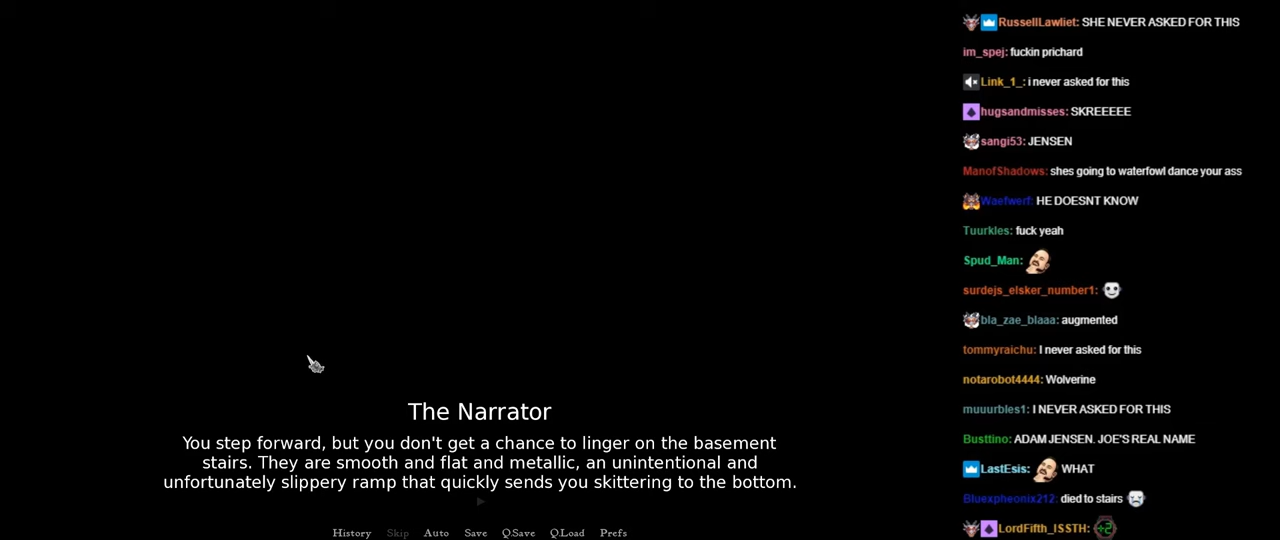 The Narrator
You step forward, but you don't get a chance to linger on the basement
stairs. They are smooth and flat and metallic, an unintentional and
unfortunately slippery ramp that quickly sends you skittering to the bottom.
History Skip Auto Save Q.Save Q.Load Prefs
RussellLawliet: SHE NEVER ASKED FOR THIS
im_spej: fuckin prichard
Link_1_: i never asked for this
hugsandmisses: SKREEEEE
sangi53: JENSEN
ManofShadows: shes going to waterfowl dance your ass
Waefwerf: HE DOESNT KNOW
Tuurkles: fuck yeah
Spud_Man:
surdejs_elsker_number1:
bla_zae_blaaa: augmented
tommyraichu: I never asked for this
notarobot4444: Wolverine
muuurbles1: I NEVER ASKED FOR THIS
Busttino: ADAM JENSEN. JOE'S REAL NAME
LastEsis: WHAT
Bluexpheonix212: died to stairs
LordFifth_ISSTH: +2